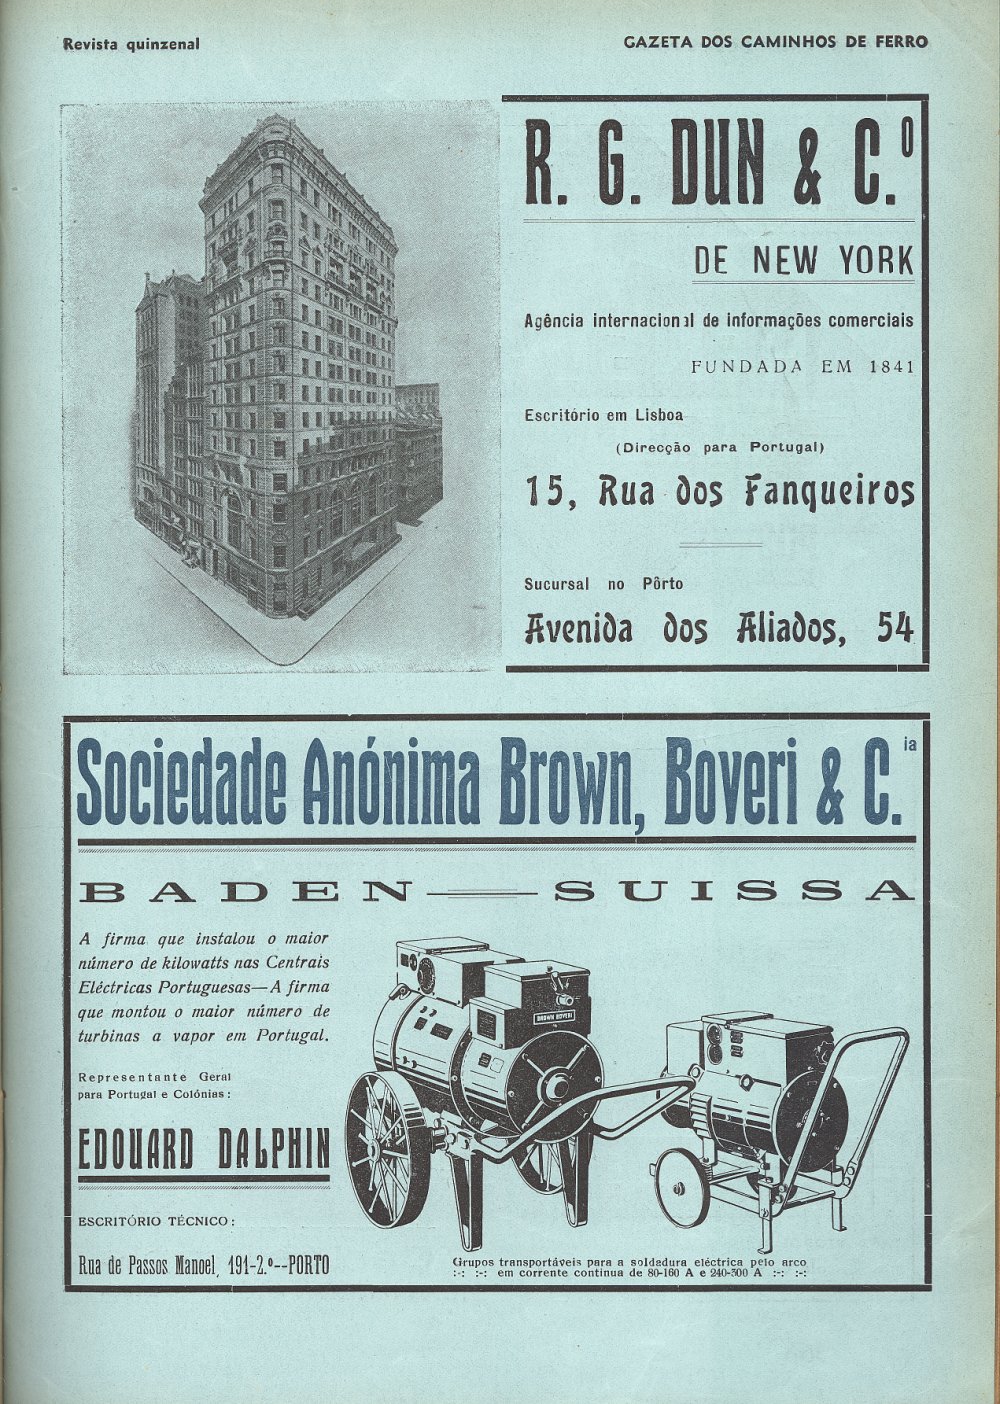 Revista quinzenal
GAZETA DOS CAMINHOS DE FERRO
R. G. DUN & C.º
DE NEW YORK
Agência internacional de informações comerciais
FUNDADA EM 1841
Escritório em Lisboa
(Direcção para Portugal)
15, Rua dos Fanqueiros
Sucursal no Pôrto
Avenida dos Aliados, 54
Sociedade Anónima Brown, Boveri & C.ia
BADEN — SUISSA
A firma que instalou o maior
número de kilowatts nas Centrais
Eléctricas Portuguesas—A firma
que montou o maior número de
turbinas a vapor em Portugal.
Representante Geral
para Portugal e Colónias:
EDOUARD DALPHIN
ESCRITÓRIO TÉCNICO:
Rua de Passos Manoel, 191-2.º--PORTO
BROWN BOVERI
Grupos transportáveis para a soldadura eléctrica pelo arco
:-: :-: em corrente continua de 80-160 A e 240-300 A :-: :-: